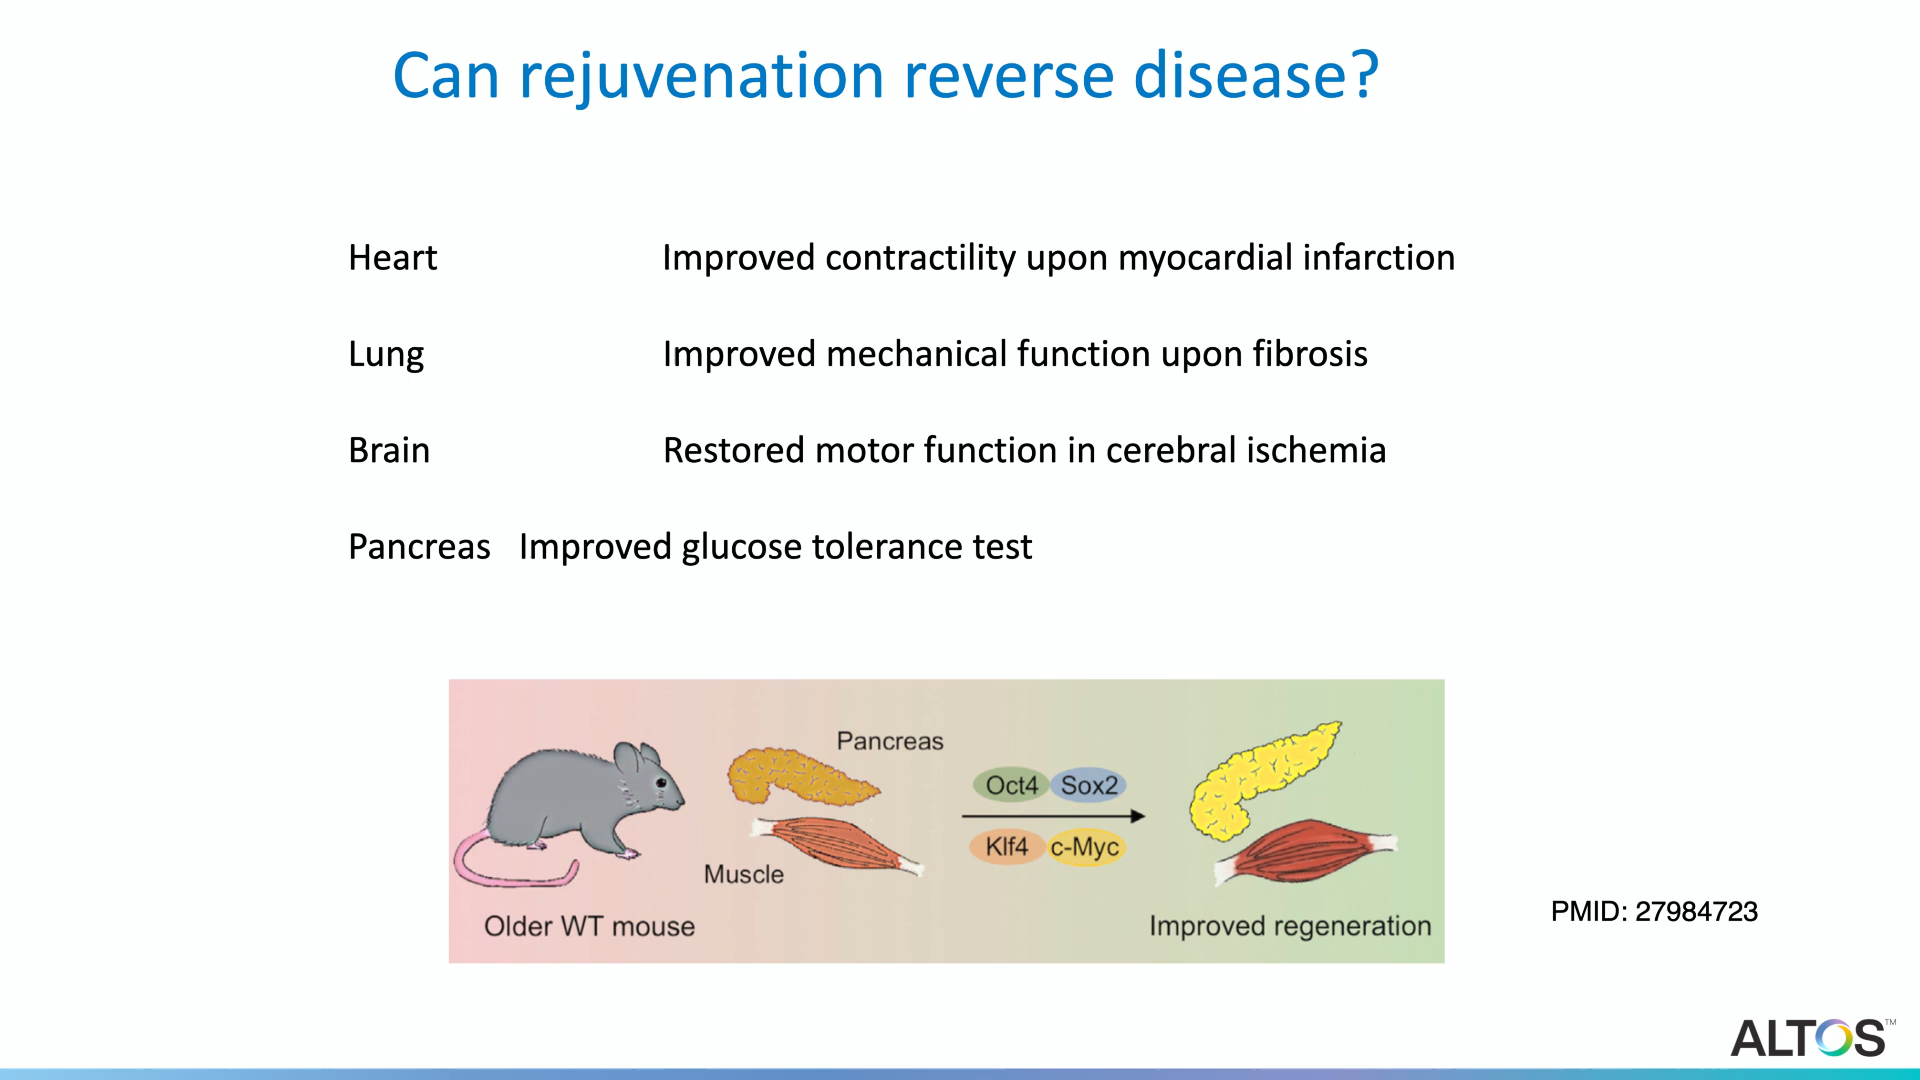 Can rejuvenation reverse disease?
Heart Improved contractility upon myocardial infarction
Lung Improved mechanical function upon fibrosis
Brain Restored motor function in cerebral ischemia
Pancreas Improved glucose tolerance test
Pancreas
Oct4 Sox2
Klf4 c-Myc
Muscle
Older WT mouse
Improved regeneration
PMID: 27984723
ALTOS™